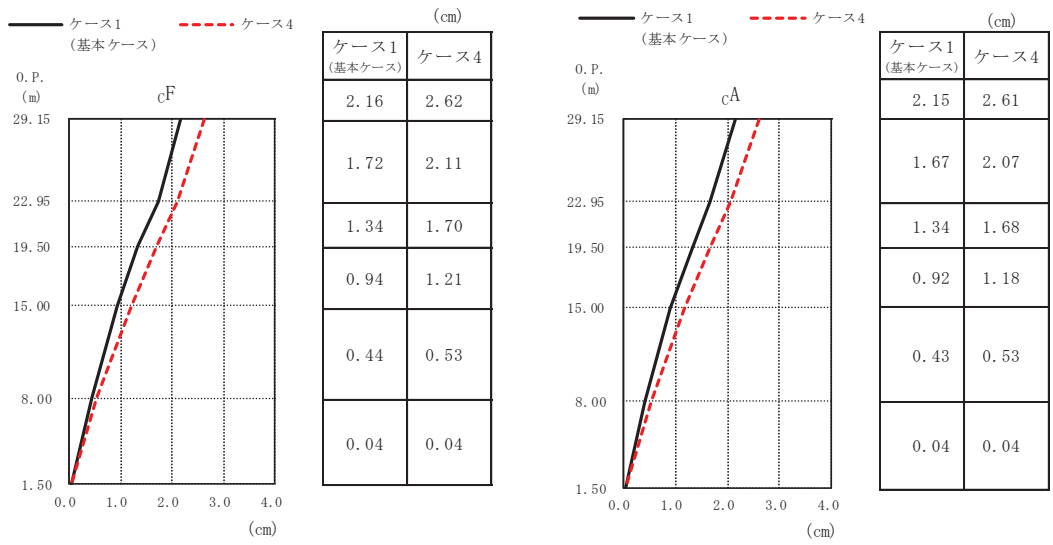 ケース1 ケース4
(基本ケース)
(cm)
ケース1 ケース4
(基本ケース)
2.16 2.62
1.72 2.11
1.34 1.70
0.94 1.21
0.44 0.53
0.04 0.04
O.P.
(m)
CF
29.15
22.95
19.50
15.00
8.00
1.50
0.0 1.0 2.0 3.0 4.0
(cm)
ケース1 ケース4
(基本ケース)
(cm)
ケース1 ケース4
(基本ケース)
2.15 2.61
1.67 2.07
1.34 1.68
0.92 1.18
0.43 0.53
0.04 0.04
O.P.
(m)
CA
29.15
22.95
19.50
15.00
8.00
1.50
0.0 1.0 2.0 3.0 4.0
(cm)